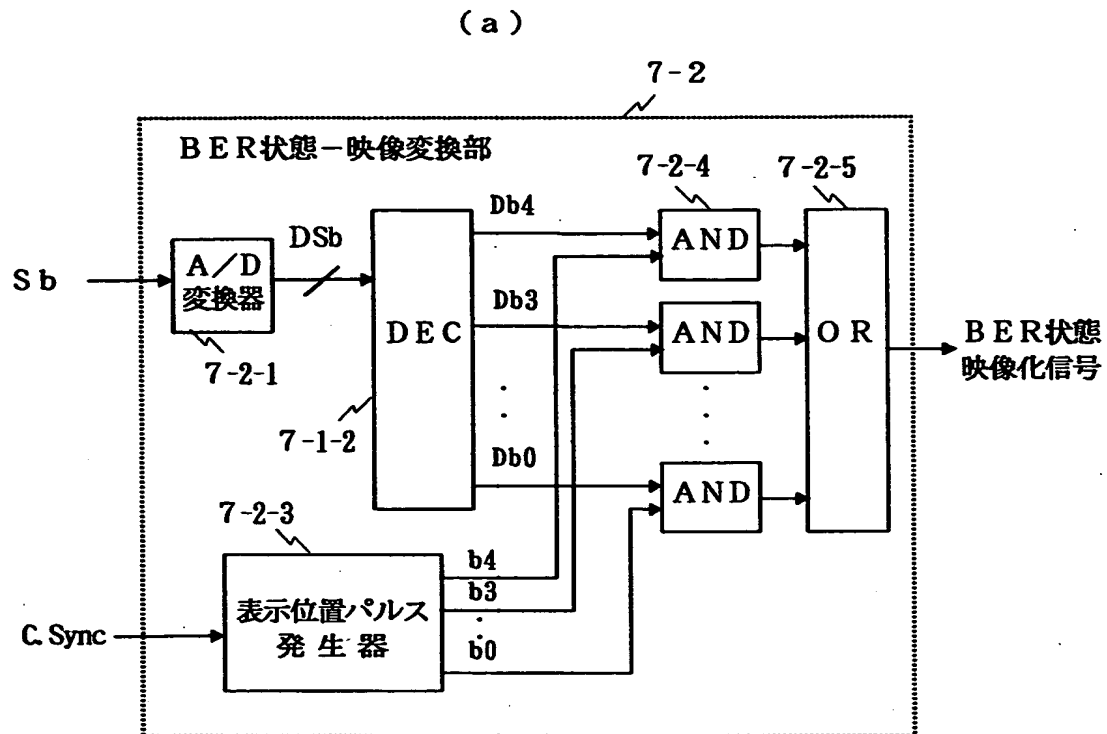 (a)
7-2
BER状態－映像変換部
7-2-4
7-2-5
Db4
AND
DSb
Sb
A／D
変換器
7-2-1
DEC
7-1-2
Db3
AND
OR
BER状態
映像化信号
Db0
AND
7-2-3
b4
b3
b0
表示位置パルス
発生器
C.Sync